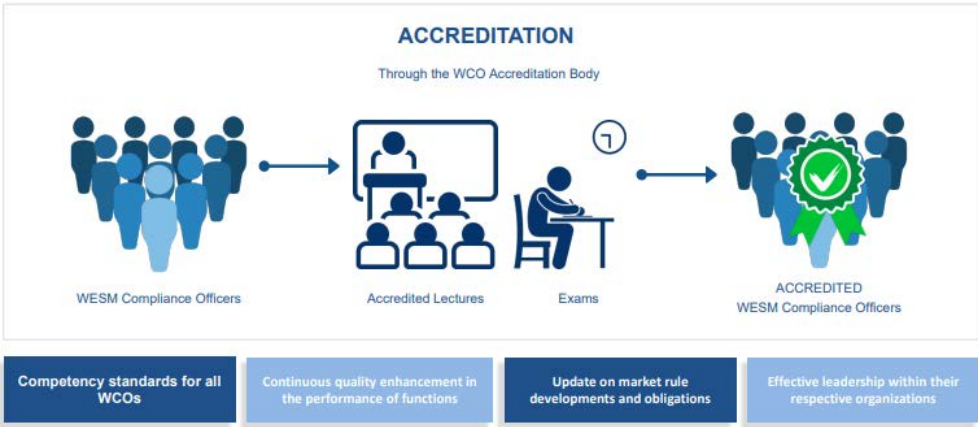 ACCREDITATION
Through the WCO Accreditation Body
WESM Compliance Officers
Accredited Lectures
Exams
ACCREDITED
WESM Compliance Officers
Competency standards for all
WCOs
Continuous quality enhancement in
the performance of functions
Update on market rule
developments and obligations
Effective leadership within their
respective organizations